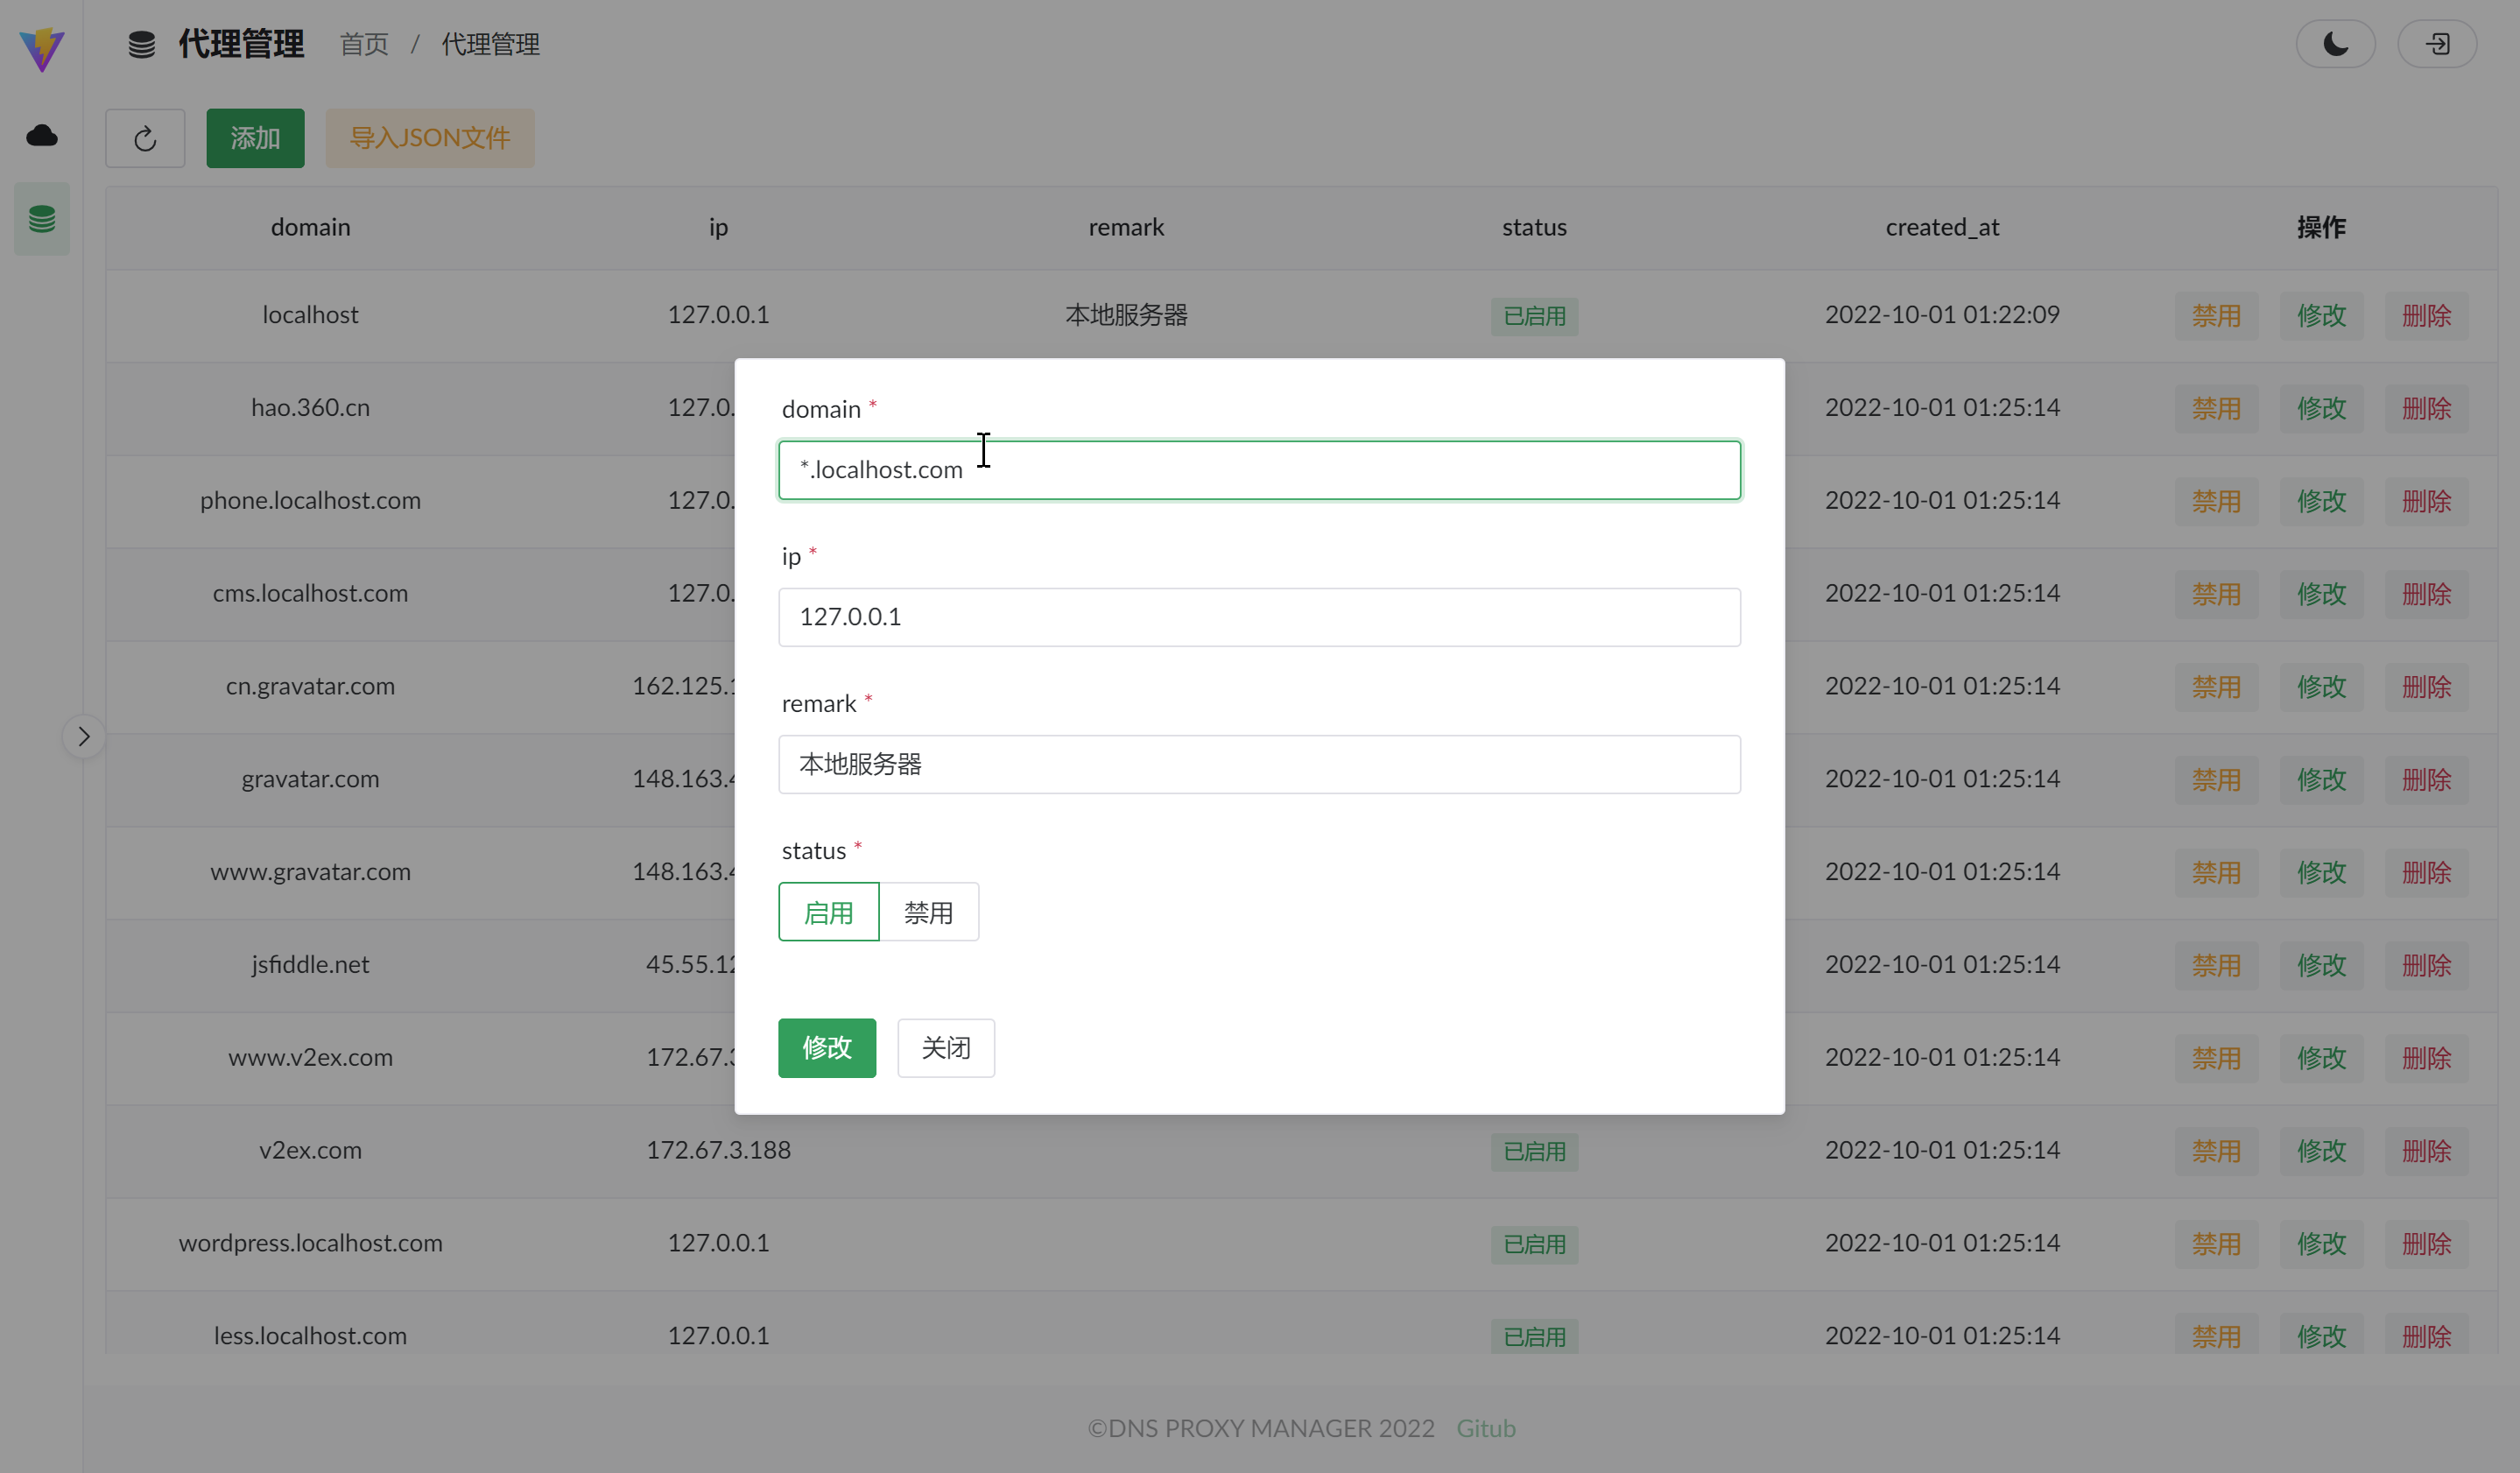 代理管理 首页 / 代理管理
添加 导入JSON文件
domain ip remark status created_at 操作
localhost 127.0.0.1 本地服务器 已启用 2022-10-01 01:22:09 禁用 修改 删除
hao.360.cn 127.0. 2022-10-01 01:25:14 禁用 修改 删除
phone.localhost.com 127.0. 2022-10-01 01:25:14 禁用 修改 删除
cms.localhost.com 127.0. 2022-10-01 01:25:14 禁用 修改 删除
cn.gravatar.com 162.125.1 2022-10-01 01:25:14 禁用 修改 删除
gravatar.com 148.163.4 2022-10-01 01:25:14 禁用 修改 删除
www.gravatar.com 148.163.4 2022-10-01 01:25:14 禁用 修改 删除
jsfiddle.net 45.55.12 2022-10-01 01:25:14 禁用 修改 删除
www.v2ex.com 172.67.3 2022-10-01 01:25:14 禁用 修改 删除
v2ex.com 172.67.3.188 已启用 2022-10-01 01:25:14 禁用 修改 删除
wordpress.localhost.com 127.0.0.1 已启用 2022-10-01 01:25:14 禁用 修改 删除
less.localhost.com 127.0.0.1 已启用 2022-10-01 01:25:14 禁用 修改 删除
domain *
*.localhost.com
ip *
127.0.0.1
remark *
本地服务器
status *
启用 禁用
修改 关闭
©DNS PROXY MANAGER 2022 Gitub